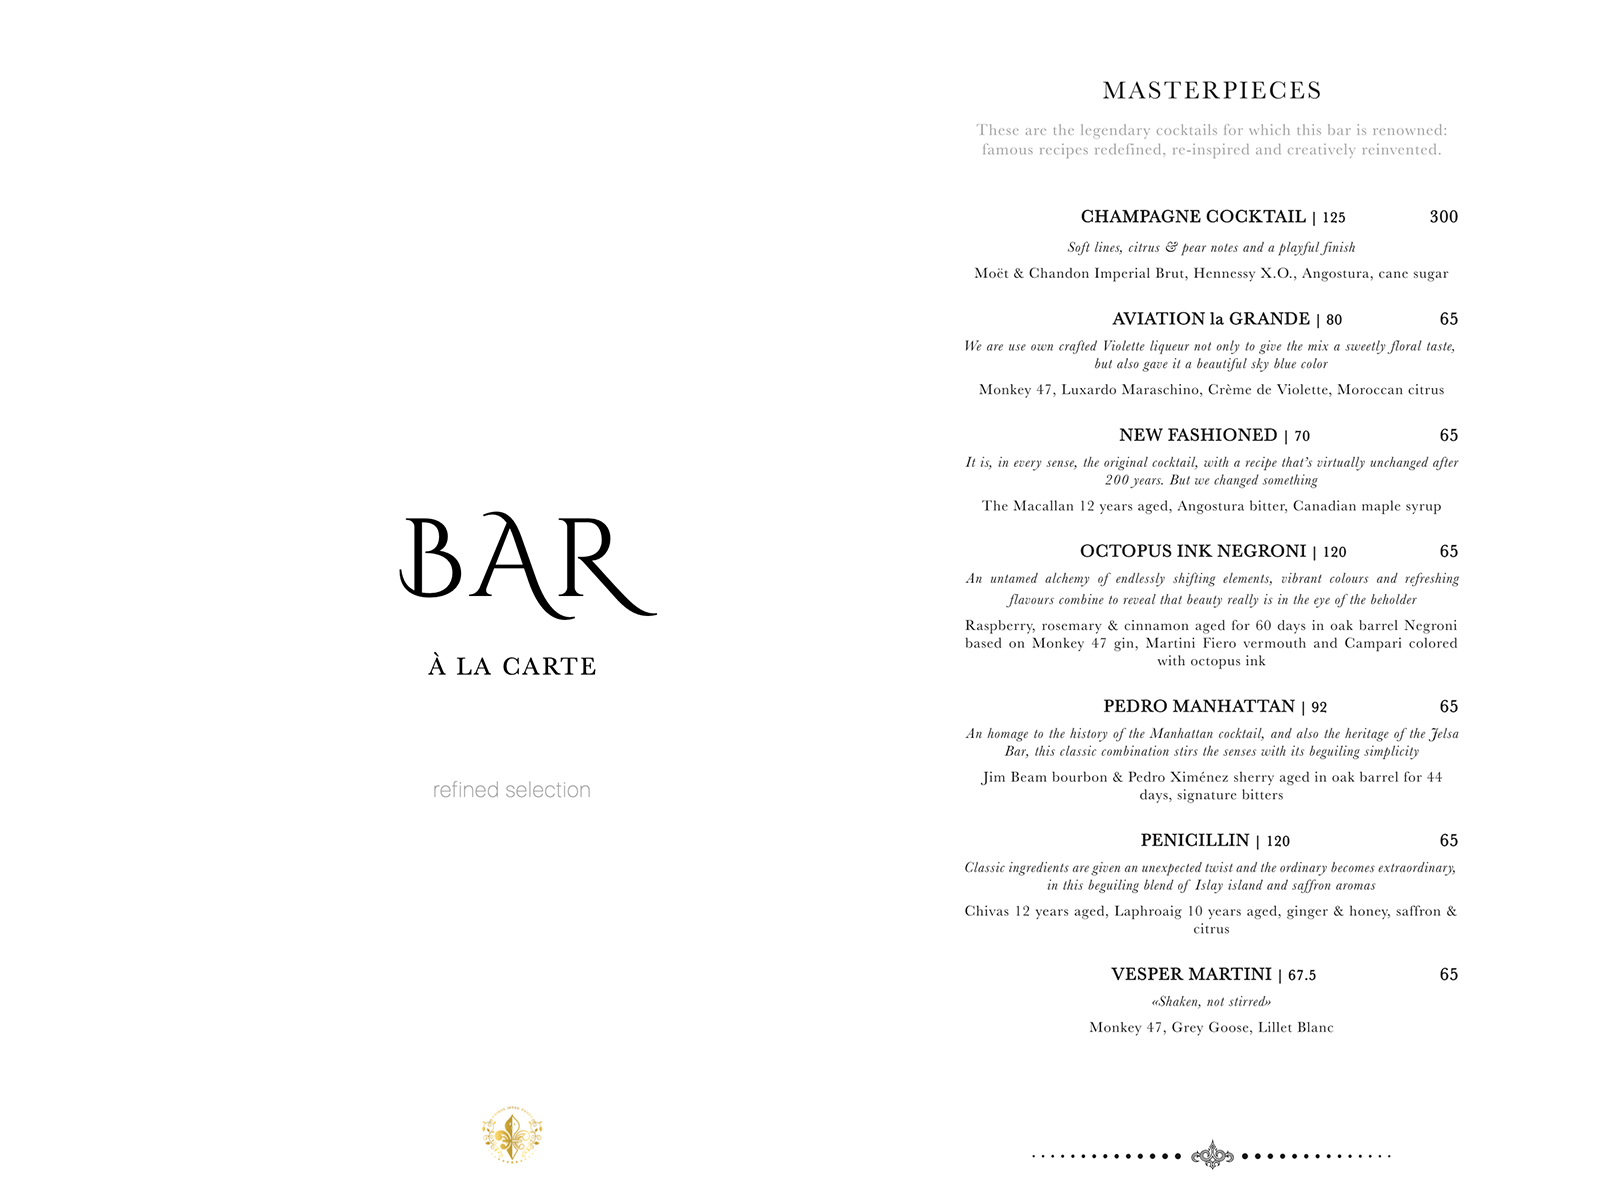 BAR
À LA CARTE
refined selection
MASTERPIECES
These are the legendary cocktails for which this bar is renowned:
famous recipes redefined, re-inspired and creatively reinvented.
CHAMPAGNE COCKTAIL | 125 300
Soft lines, citrus & pear notes and a playful finish
Moët & Chandon Imperial Brut, Hennessy X.O., Angostura, cane sugar
AVIATION la GRANDE | 80 65
We are use own crafted Violette liqueur not only to give the mix a sweetly floral taste,
but also gave it a beautiful sky blue color
Monkey 47, Luxardo Maraschino, Crème de Violette, Moroccan citrus
NEW FASHIONED | 70 65
It is, in every sense, the original cocktail, with a recipe that's virtually unchanged after
200 years. But we changed something
The Macallan 12 years aged, Angostura bitter, Canadian maple syrup
OCTOPUS INK NEGRONI | 120 65
An untamed alchemy of endlessly shifting elements, vibrant colours and refreshing
flavours combine to reveal that beauty really is in the eye of the beholder
Raspberry, rosemary & cinnamon aged for 60 days in oak barrel Negroni
based on Monkey 47 gin, Martini Fiero vermouth and Campari colored
with octopus ink
PEDRO MANHATTAN | 92 65
An homage to the history of the Manhattan cocktail, and also the heritage of the Jelsa
Bar, this classic combination stirs the senses with its beguiling simplicity
Jim Beam bourbon & Pedro Ximénez sherry aged in oak barrel for 44
days, signature bitters
PENICILLIN | 120 65
Classic ingredients are given an unexpected twist and the ordinary becomes extraordinary,
in this beguiling blend of Islay island and saffron aromas
Chivas 12 years aged, Laphroaig 10 years aged, ginger & honey, saffron &
citrus
VESPER MARTINI | 67.5 65
«Shaken, not stirred»
Monkey 47, Grey Goose, Lillet Blanc